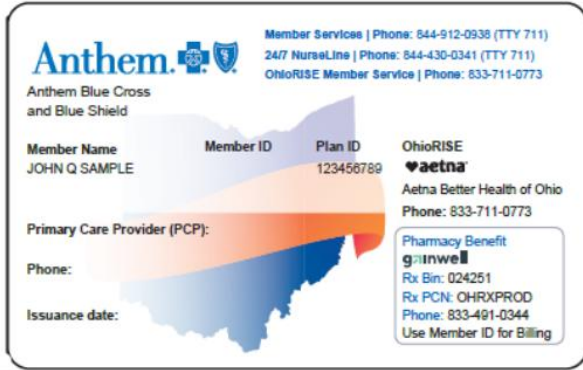 Anthem.
Member Services | Phone: 844-912-0938 (TTY 711)
24/7 NurseLine | Phone: 844-430-0341 (TTY 711)
OhioRISE Member Service | Phone: 833-711-0773
Anthem Blue Cross
and Blue Shield
Member Name
JOHN Q SAMPLE
Member ID
Plan ID
123456789
OhioRISE
aetna
Aetna Better Health of Ohio
Phone: 833-711-0773
Primary Care Provider (PCP):
Phone:
Issuance date:
Pharmacy Benefit
gainwell
Rx Bin: 024251
Rx PCN: OHRXPROD
Phone: 833-491-0344
Use Member ID for Billing